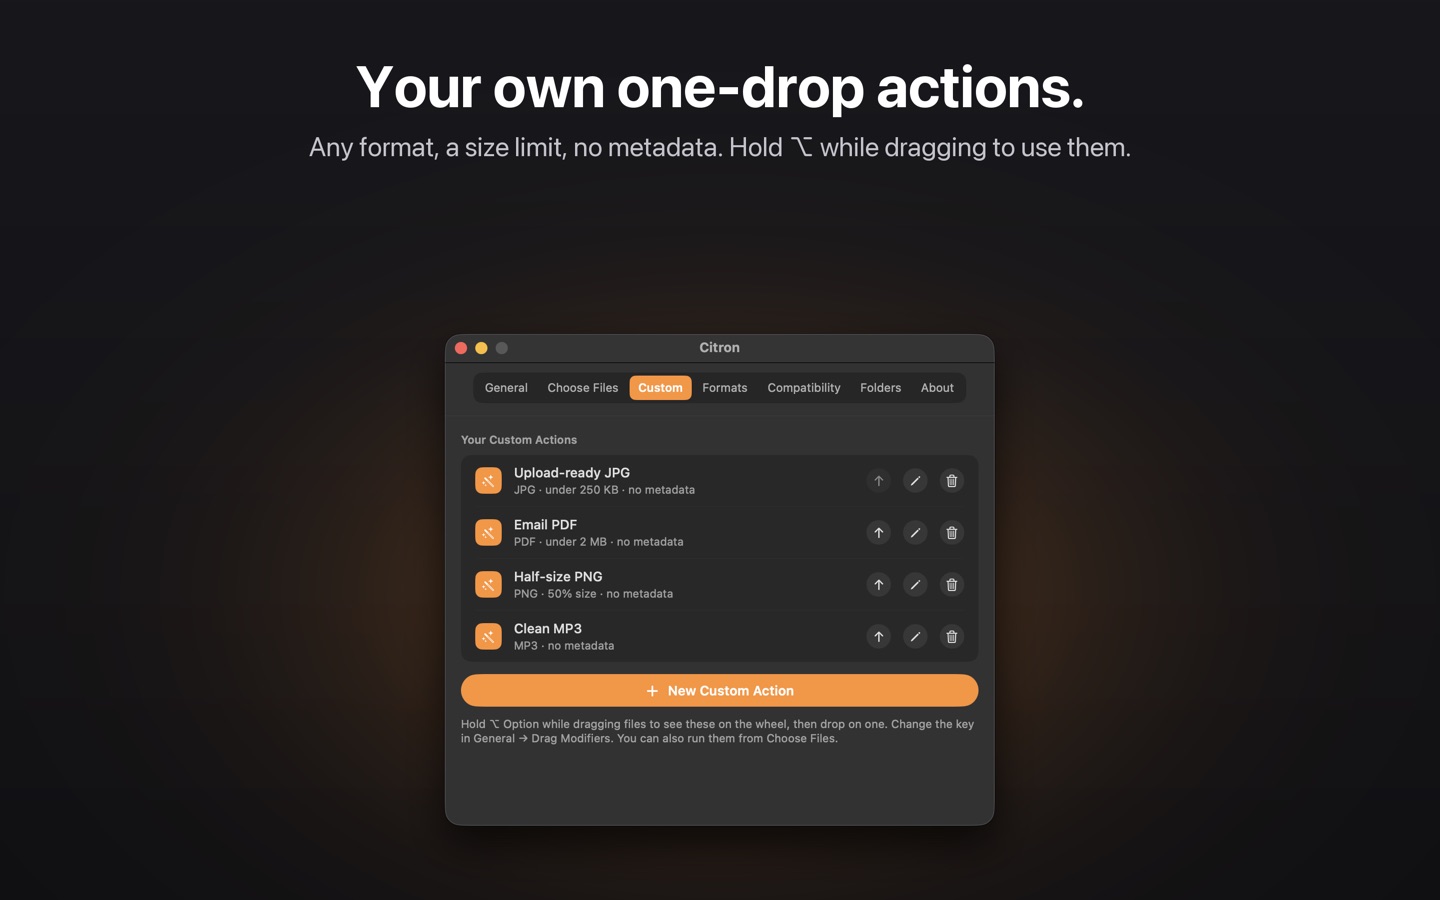 Your own one-drop actions.
Any format, a size limit, no metadata. Hold ⌥ while dragging to use them.
Citron
General Choose Files Custom Formats Compatibility Folders About
Your Custom Actions
Upload-ready JPG
JPG · under 250 KB · no metadata
Email PDF
PDF · under 2 MB · no metadata
Half-size PNG
PNG · 50% size · no metadata
Clean MP3
MP3 · no metadata
+ New Custom Action
Hold ⌥ Option while dragging files to see these on the wheel, then drop on one. Change the key
in General → Drag Modifiers. You can also run them from Choose Files.